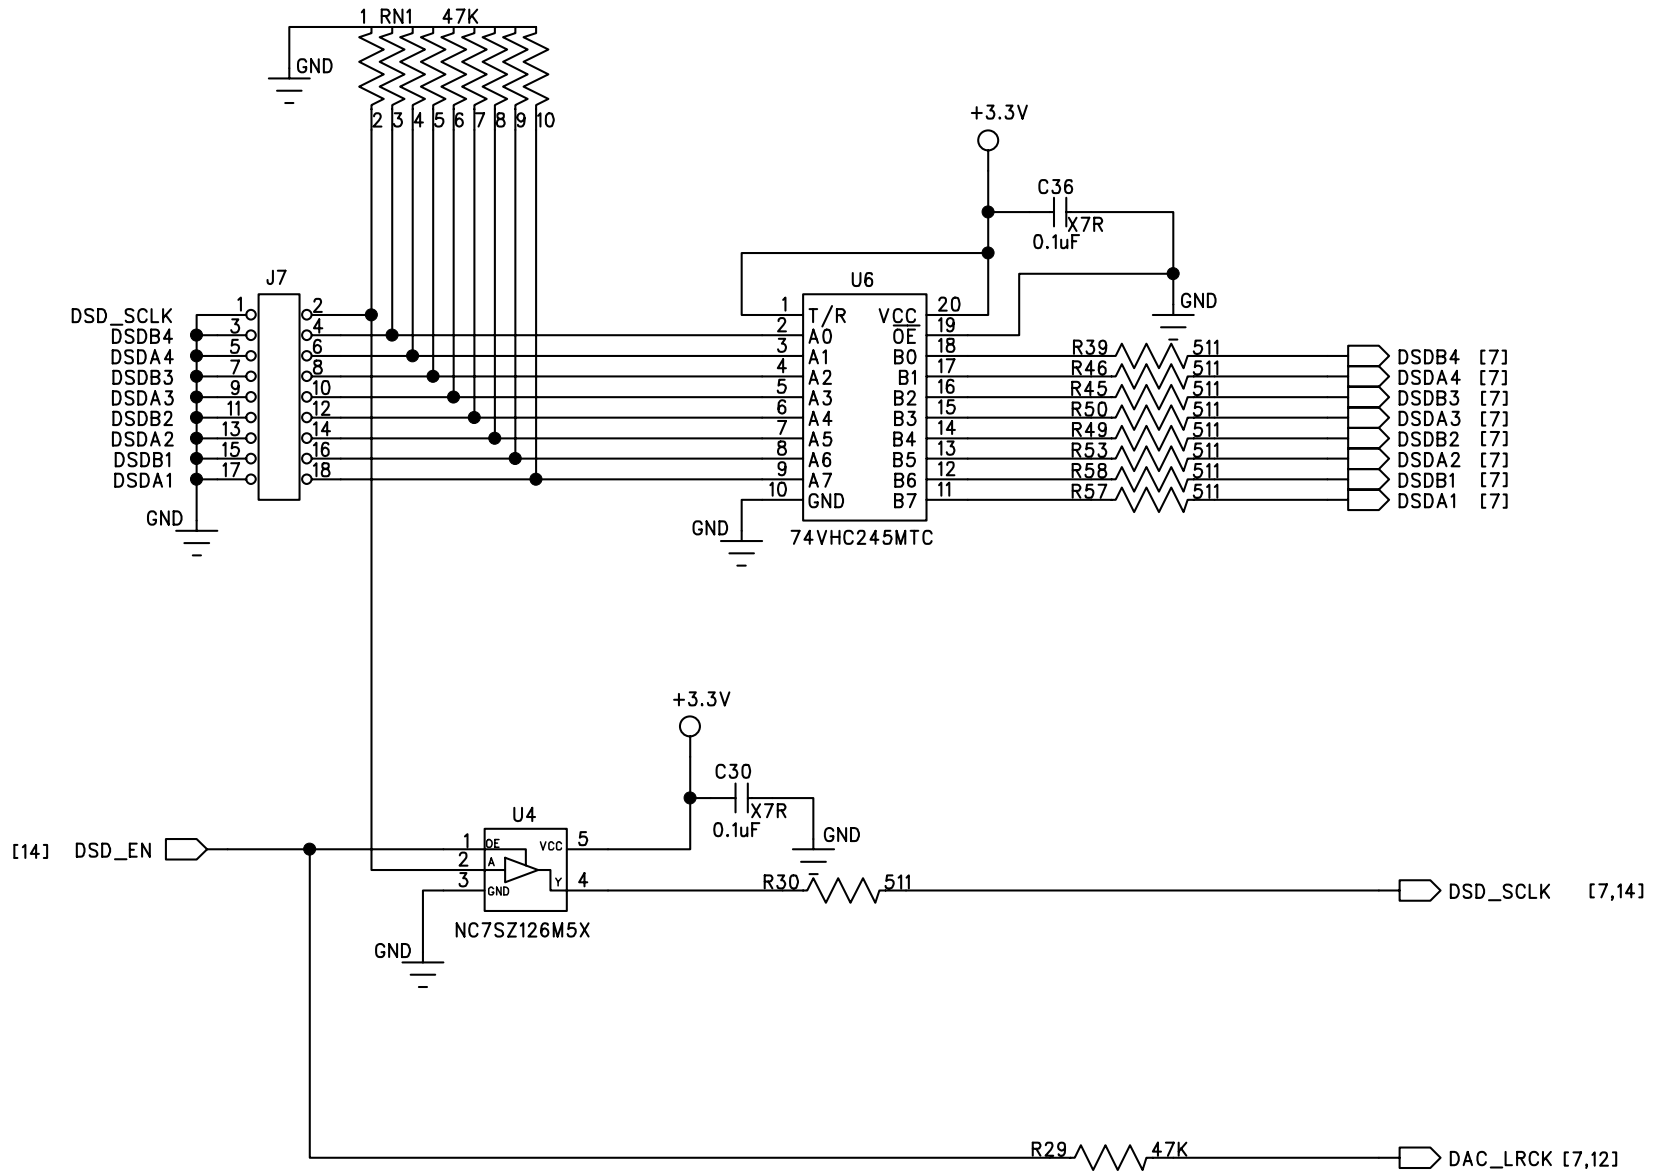 1 RN1 47K
GND
2 3 4 5 6 7 8 9 10
+3.3V
C36
X7R
0.1uF
J7
U6
GND
DSD_SCLK 1 2
DSDB4 3 4
DSDA4 5 6
DSDB3 7 8
DSDA3 9 10
DSDB2 11 12
DSDA2 13 14
DSDB1 15 16
DSDA1 17 18
GND
1 T/R VCC 20
2 A0 OE 19
3 A1 B0 18 R39 511 DSDB4 [7]
4 A2 B1 17 R46 511 DSDA4 [7]
5 A3 B2 16 R45 511 DSDB3 [7]
6 A4 B3 15 R50 511 DSDA3 [7]
7 A5 B4 14 R49 511 DSDB2 [7]
8 A6 B5 13 R53 511 DSDA2 [7]
9 A7 B6 12 R58 511 DSDB1 [7]
10 GND B7 11 R57 511 DSDA1 [7]
GND
74VHC245MTC
+3.3V
C30
X7R
0.1uF
GND
U4
[14] DSD_EN 1 OE VCC 5
2 A
3 GND Y 4 R30 511 DSD_SCLK [7,14]
NC7SZ126M5X
GND
R29 47K DAC_LRCK [7,12]